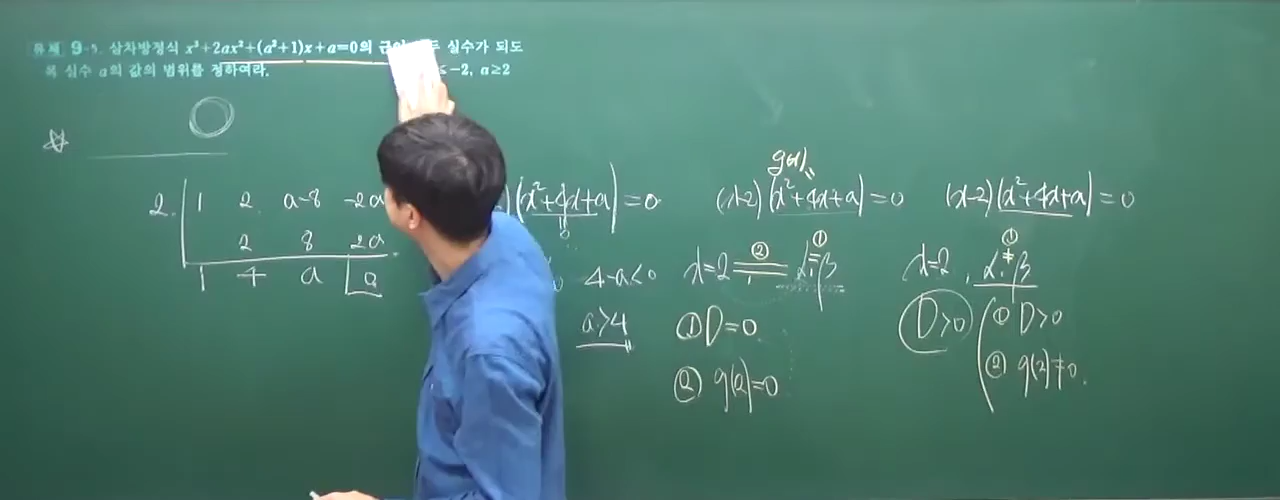 유제 9-5. 삼차방정식 x³+2ax²+(a²+1)x+a=0의 실수가 되도
록 실수 a의 값의 범위를 정하여라. ≤-2, a≥2
2. 1 2 a-8 -2a
2 8 2a
1 4 a 0
)(x²+4x+a)=0
4-a<0
a>4
g(x)
(x-2)(x²+4x+a)=0
② ①
x=2 = α=β
① D=0
② g(2)=0
(x-2)(x²+4x+a)=0
①
x=2, α≠β
D>0
① D>0
② g(2)≠0.